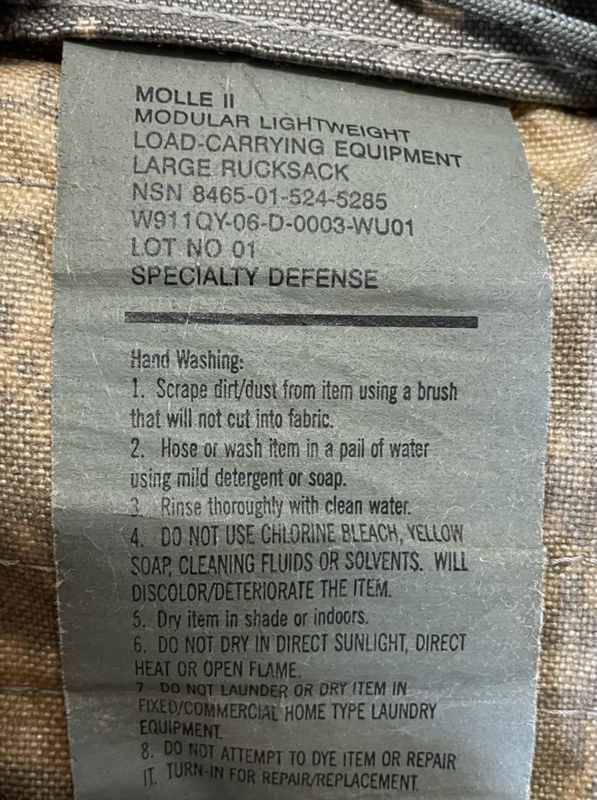 MOLLE II
MODULAR LIGHTWEIGHT
LOAD-CARRYING EQUIPMENT
LARGE RUCKSACK
NSN 8465-01-524-5285
W911QY-06-D-0003-WU01
LOT NO 01
SPECIALTY DEFENSE
Hand Washing:
1. Scrape dirt/dust from item using a brush
that will not cut into fabric.
2. Hose or wash item in a pail of water
using mild detergent or soap.
3. Rinse thoroughly with clean water.
4. DO NOT USE CHLORINE BLEACH, YELLOW
SOAP, CLEANING FLUIDS OR SOLVENTS. WILL
DISCOLOR/DETERIORATE THE ITEM.
5. Dry item in shade or indoors.
6. DO NOT DRY IN DIRECT SUNLIGHT, DIRECT
HEAT OR OPEN FLAME.
7 DO NOT LAUNDER OR DRY ITEM IN
FIXED/COMMERCIAL HOME TYPE LAUNDRY
EQUIPMENT.
8. DO NOT ATTEMPT TO DYE ITEM OR REPAIR
IT. TURN-IN FOR REPAIR/REPLACEMENT.